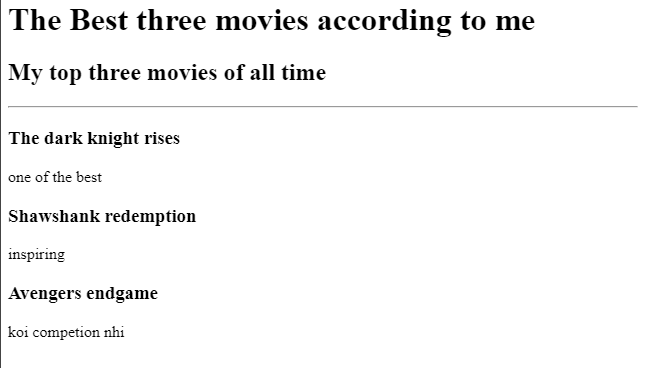 The Best three movies according to me
My top three movies of all time
The dark knight rises
one of the best
Shawshank redemption
inspiring
Avengers endgame
koi competion nhi